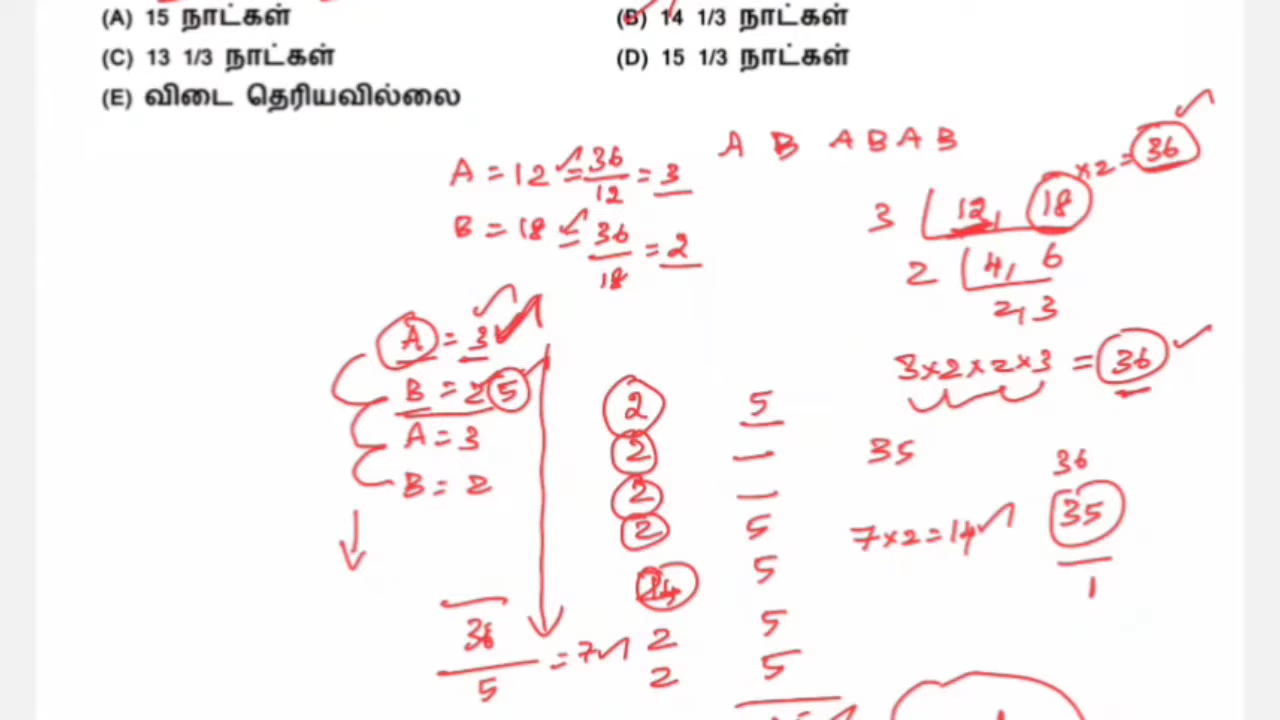 (A) 15 நாட்கள்
(B) 14 1/3 நாட்கள்
(C) 13 1/3 நாட்கள்
(D) 15 1/3 நாட்கள்
(E) விடை தெரியவில்லை
A B A B A B
A = 12 = 36/12 = 3
B = 18 = 36/18 = 2
3 | 12, 18 ×2 = 36
2 | 4, 6
2, 3
3×2×2×3 = 36
A = 3
B = 2 5
A = 3
B = 2
2 5
2 —
2 —
2 5
14 5
2 5
2 5
35
7×2 = 14
36
35
1
36/5 = 7